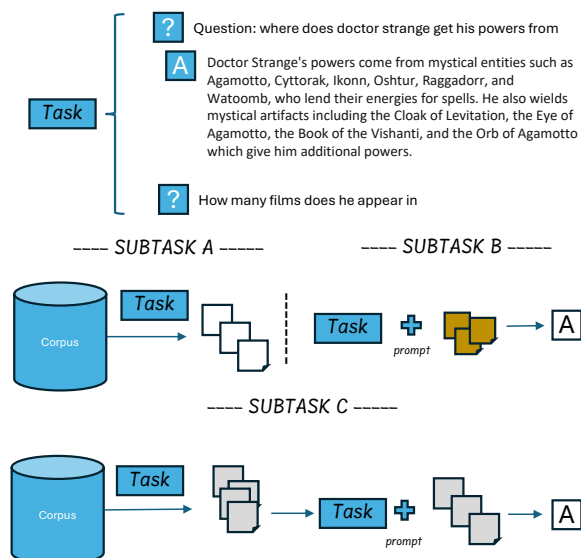 ? Question: where does doctor strange get his powers from
A Doctor Strange's powers come from mystical entities such as
Agamotto, Cyttorak, Ikonn, Oshtur, Raggadorr, and
Watoomb, who lend their energies for spells. He also wields
mystical artifacts including the Cloak of Levitation, the Eye of
Agamotto, the Book of the Vishanti, and the Orb of Agamotto
which give him additional powers.
Task
? How many films does he appear in
---- SUBTASK A ----
---- SUBTASK B ----
Task
Corpus
Task
prompt
A
---- SUBTASK C ----
Task
Corpus
Task
prompt
A